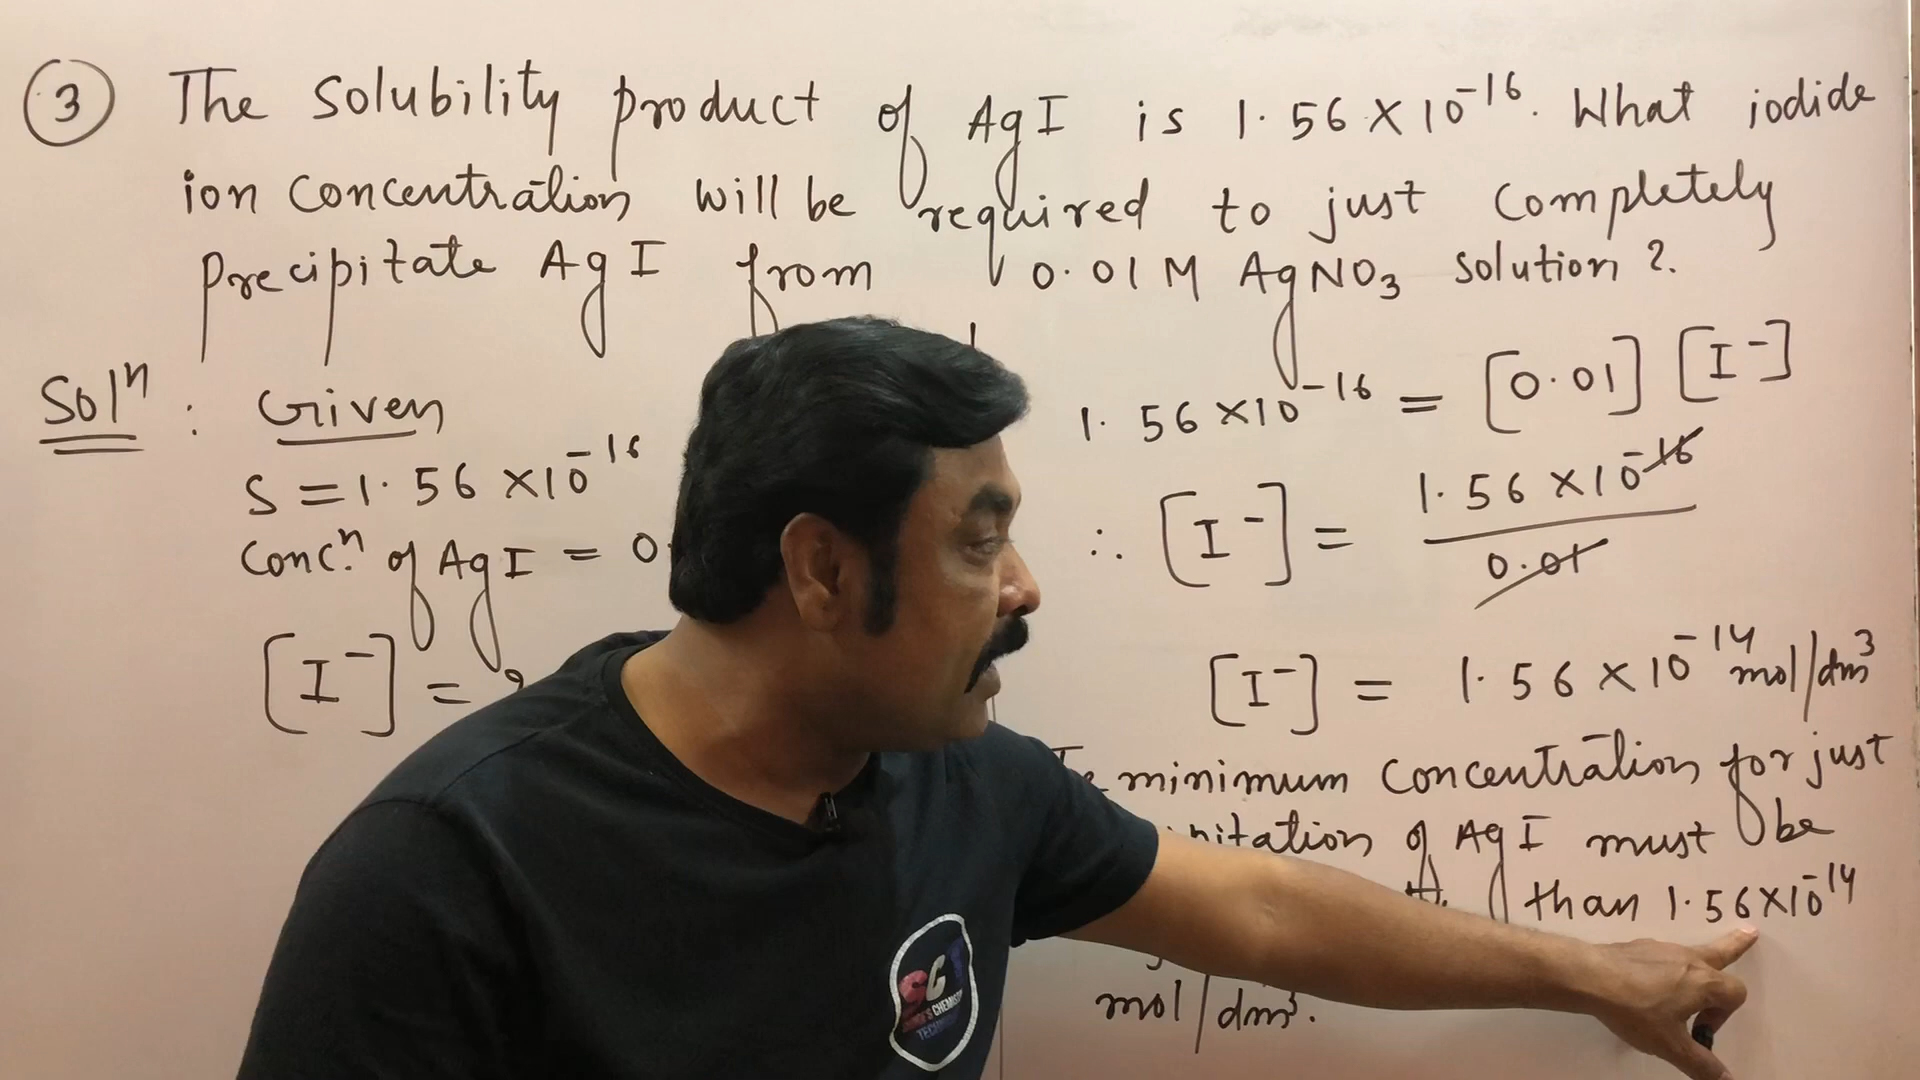 3 The Solubility product of AgI is 1.56 X 10⁻¹⁶. What iodide
ion Concentration will be required to just Completely
Precipitate AgI from 0.01 M AgNO₃ Solution ?.
Solⁿ : Given
S = 1.56 × 10⁻¹⁶
Concⁿ. of AgI = 0.
[I⁻] = ?
1.56 × 10⁻¹⁶ = [0.01] [I⁻]
∴ [I⁻] = 1.56 × 10⁻¹⁶ / 0.01
[I⁻] = 1.56 × 10⁻¹⁴ mol/dm³
minimum Concentration for just
of AgI must be
than 1.56×10⁻¹⁴
mol/dm³.
SC
CHEMISTRY